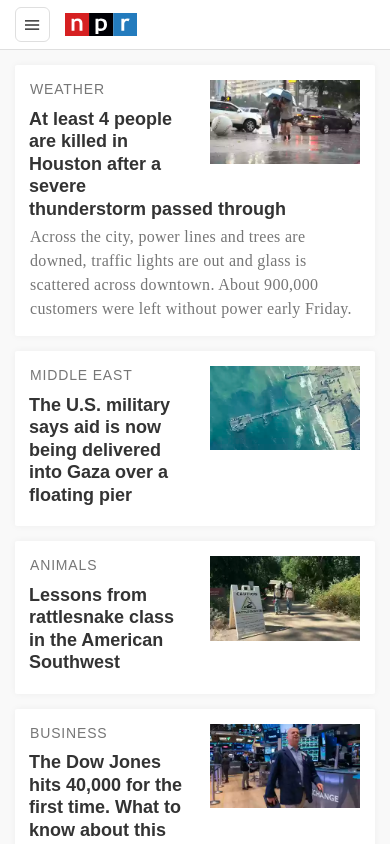 npr
WEATHER
At least 4 people
are killed in
Houston after a
severe
thunderstorm passed through
Across the city, power lines and trees are
downed, traffic lights are out and glass is
scattered across downtown. About 900,000
customers were left without power early Friday.
MIDDLE EAST
The U.S. military
says aid is now
being delivered
into Gaza over a
floating pier
ANIMALS
Lessons from
rattlesnake class
in the American
Southwest
CAUTION
BUSINESS
The Dow Jones
hits 40,000 for the
first time. What to
know about this